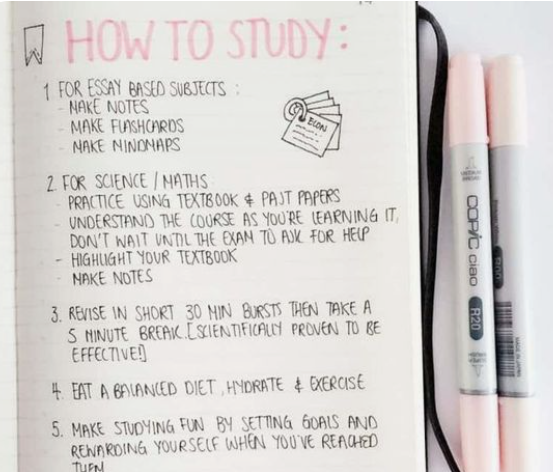 HOW TO STUDY:
1 FOR ESSAY BASED SUBJECTS :
- MAKE NOTES
- MAKE FLASHCARDS
- MAKE MINDMAPS
ECON
2. FOR SCIENCE / MATHS
- PRACTICE USING TEXTBOOK & PAST PAPERS
- UNDERSTAND THE COURSE AS YOU'RE LEARNING IT,
DON'T WAIT UNTIL THE EXAM TO ASK FOR HELP
- HIGHLIGHT YOUR TEXTBOOK
- MAKE NOTES
3. REVISE IN SHORT 30 MIN BURSTS THEN TAKE A
5 MINUTE BREAK. [SCIENTIFICALLY PROVEN TO BE
EFFECTIVE!]
4. EAT A BALANCED DIET, HYDRATE & EXERCISE
5. MAKE STUDYING FUN BY SETTING GOALS AND
REWARDING YOURSELF WHEN YOU'VE REACHED
THEM
COPIC ciao
R20